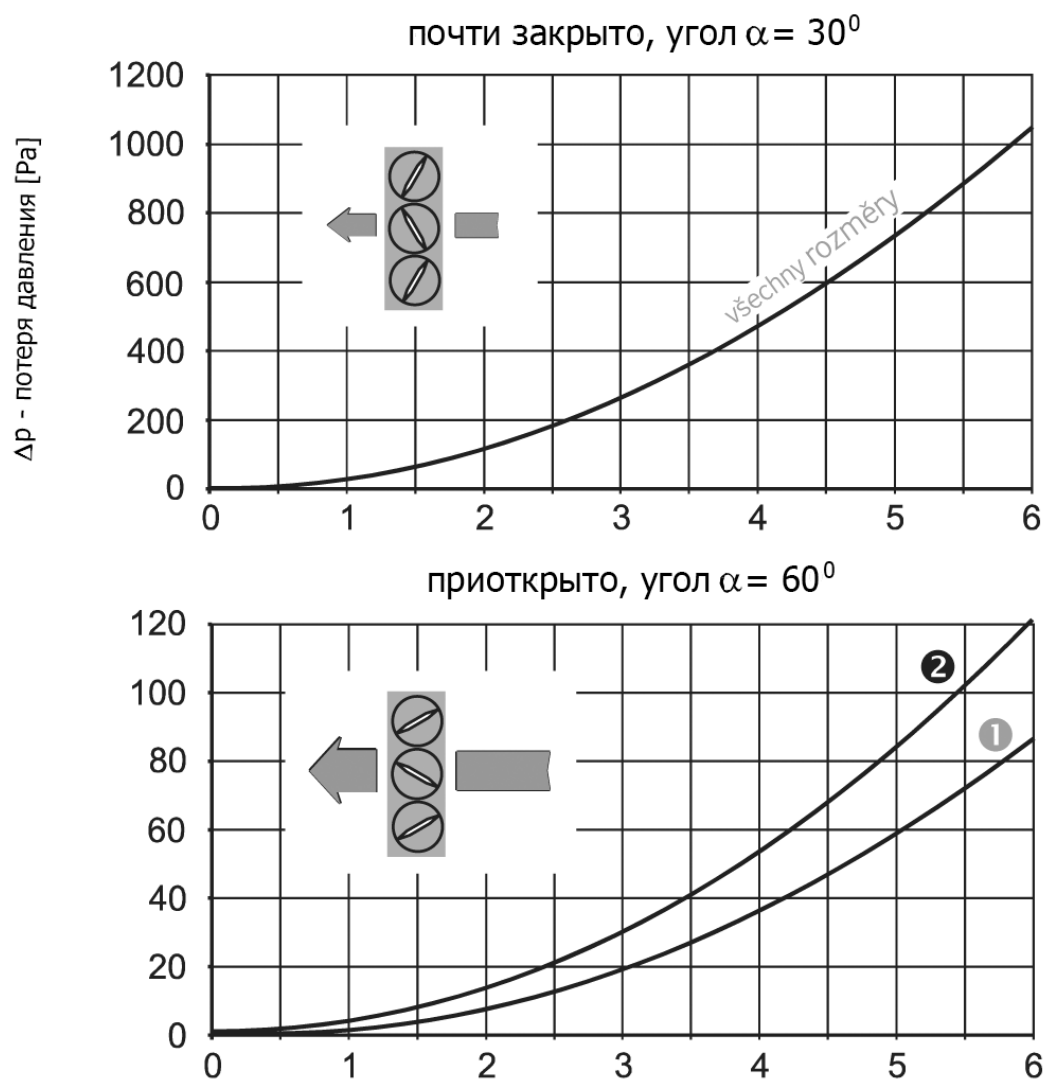 почти закрыто, угол α= 30⁰
Δp - потеря давления [Pa]
1200
1000
800
600
400
200
0
všechny rozměry
0 1 2 3 4 5 6
приоткрыто, угол α= 60⁰
120
100
80
60
40
20
0
2
1
0 1 2 3 4 5 6